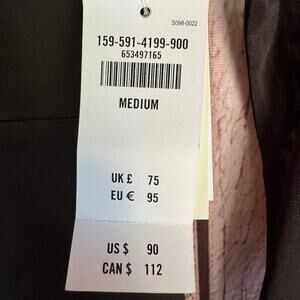 S098-0022
159-591-4199-900
653497165
MEDIUM
UK £ 75
EU € 95
US $ 90
CAN $ 112